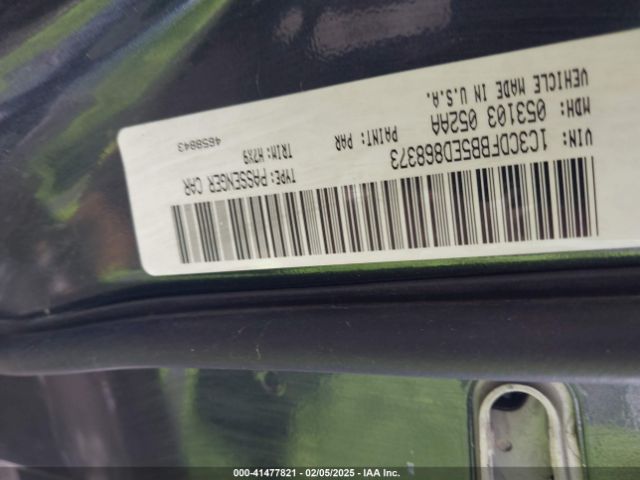 VEHICLE MADE IN U.S.A.
MDH: 053103 052AA
VIN: 1C3CDFBB5ED868373
PAINT: PAR
TYPE: PASSENGER CAR
TRIM: H7X9
4658843
000-41477821 | 02/05/2025 | IAA Inc.